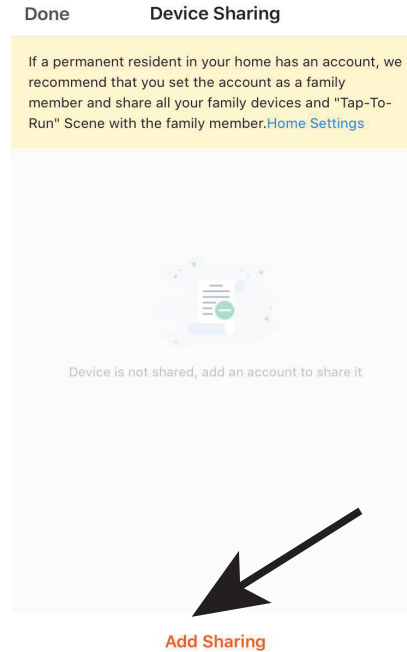 Done Device Sharing
If a permanent resident in your home has an account, we
recommend that you set the account as a family
member and share all your family devices and "Tap-To-
Run" Scene with the family member.Home Settings
Device is not shared, add an account to share it
Add Sharing